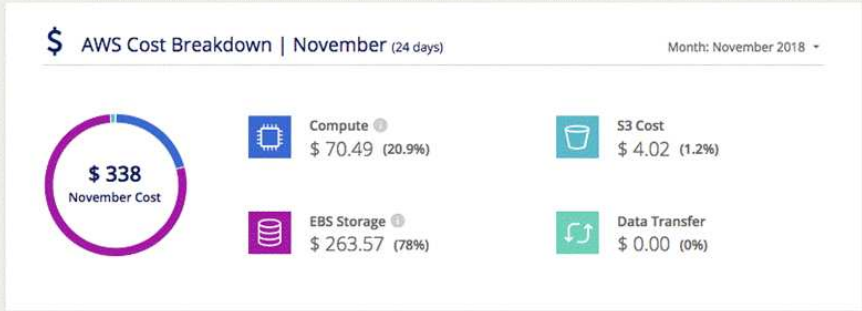 $ AWS Cost Breakdown | November (24 days)
Month: November 2018
$ 338
November Cost
Compute
$ 70.49 (20.9%)
S3 Cost
$ 4.02 (1.2%)
EBS Storage
$ 263.57 (78%)
Data Transfer
$ 0.00 (0%)